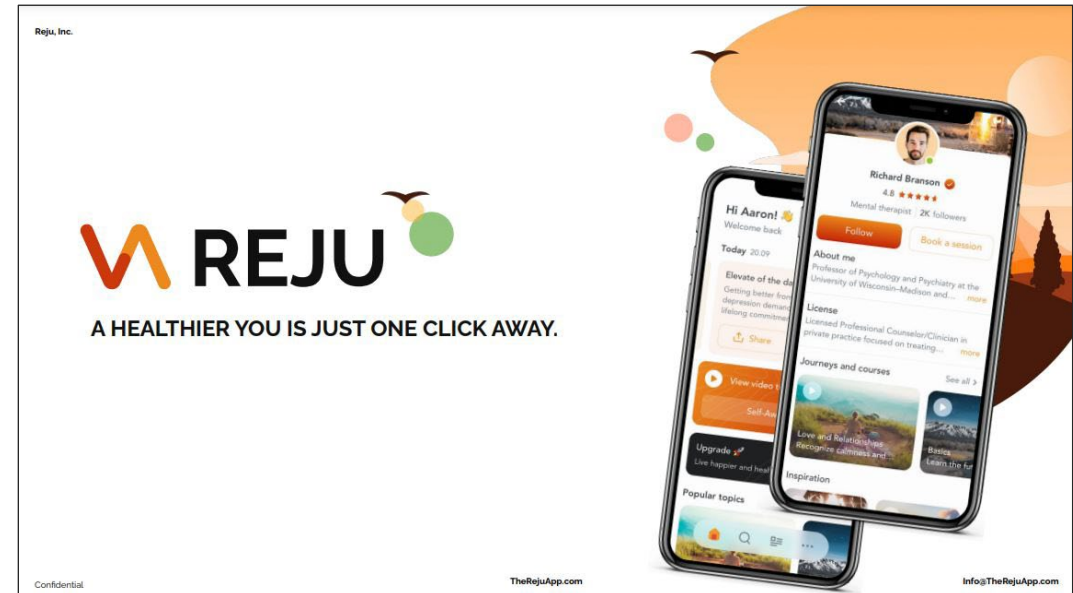 Reju, Inc.
REJU
A HEALTHIER YOU IS JUST ONE CLICK AWAY.
Hi Aaron! 👋
Welcome back
Today 20.09
Elevate of the da
Getting better from
depression demand
lifelong commitme
Share
View video t
Self-Aw
Upgrade 🚀
Live happier and heal
Popular topics
Richard Branson
4.8 ★★★★★
Mental therapist 2K followers
Follow
Book a session
About me
Professor of Psychology and Psychiatry at the
University of Wisconsin-Madison and... more
License
Licensed Professional Counselor/Clinician in
private practice focused on treating... more
Journeys and courses See all >
Love and Relationships
Recognize calmness and
Basics
Learn the fu
Inspiration
Confidential
TheRejuApp.com
Info@TheRejuApp.com